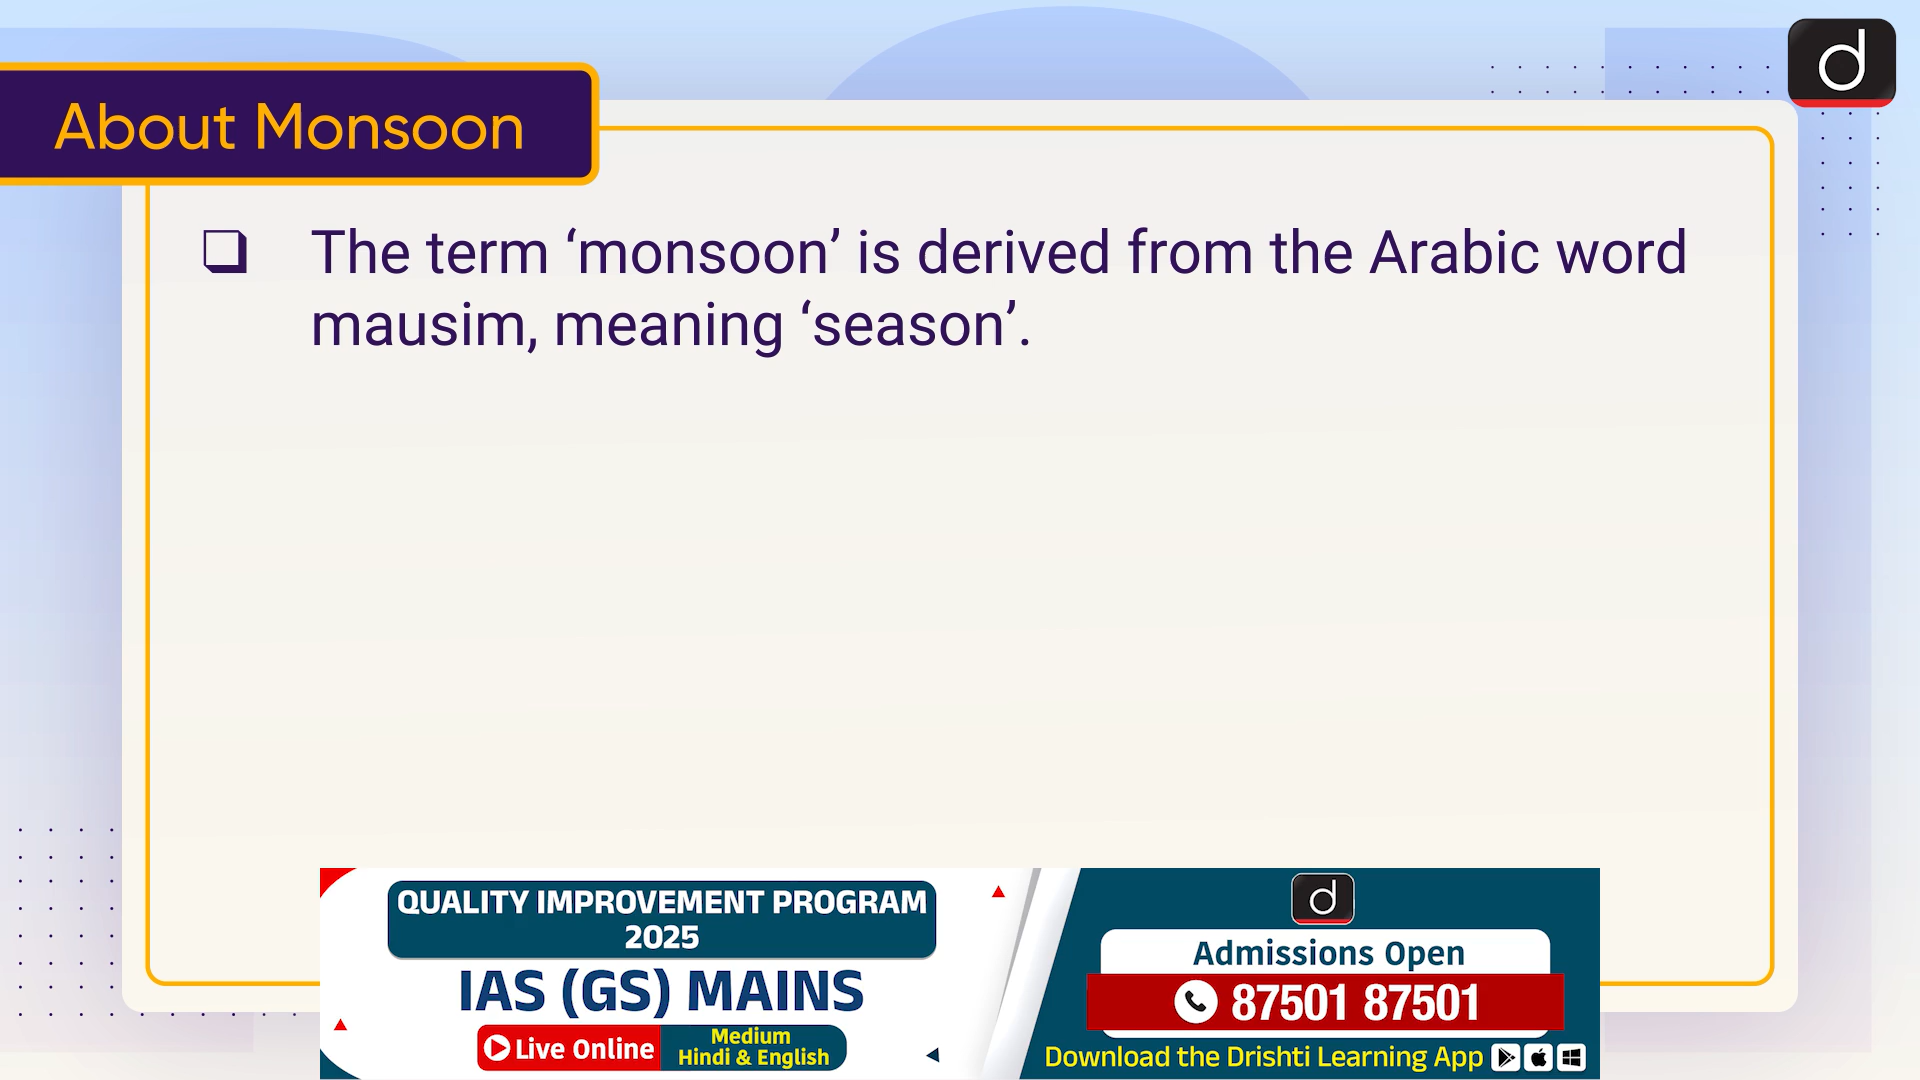 About Monsoon
❑ The term ‘monsoon’ is derived from the Arabic word
mausim, meaning ‘season’.
QUALITY IMPROVEMENT PROGRAM
2025
IAS (GS) MAINS
Live Online
Medium
Hindi & English
d
Admissions Open
87501 87501
Download the Drishti Learning App
d